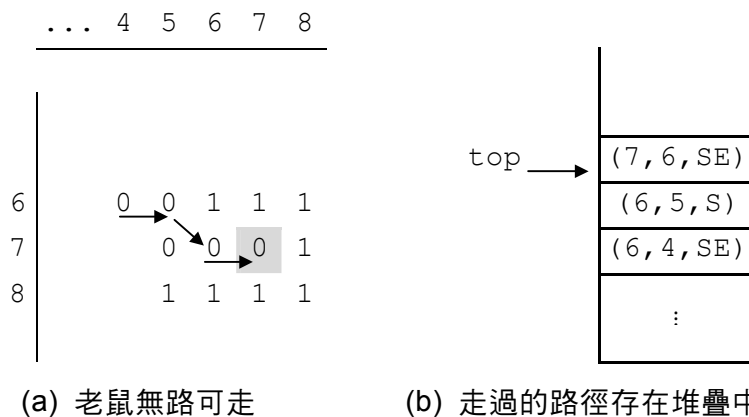 ... 4 5 6 7 8
top
(7,6,SE)
6 0 0 1 1 1
(6,5,S)
7 0 0 0 1
(6,4,SE)
8 1 1 1 1
⋮
(a) 老鼠無路可走
(b) 走過的路徑存在堆疊中